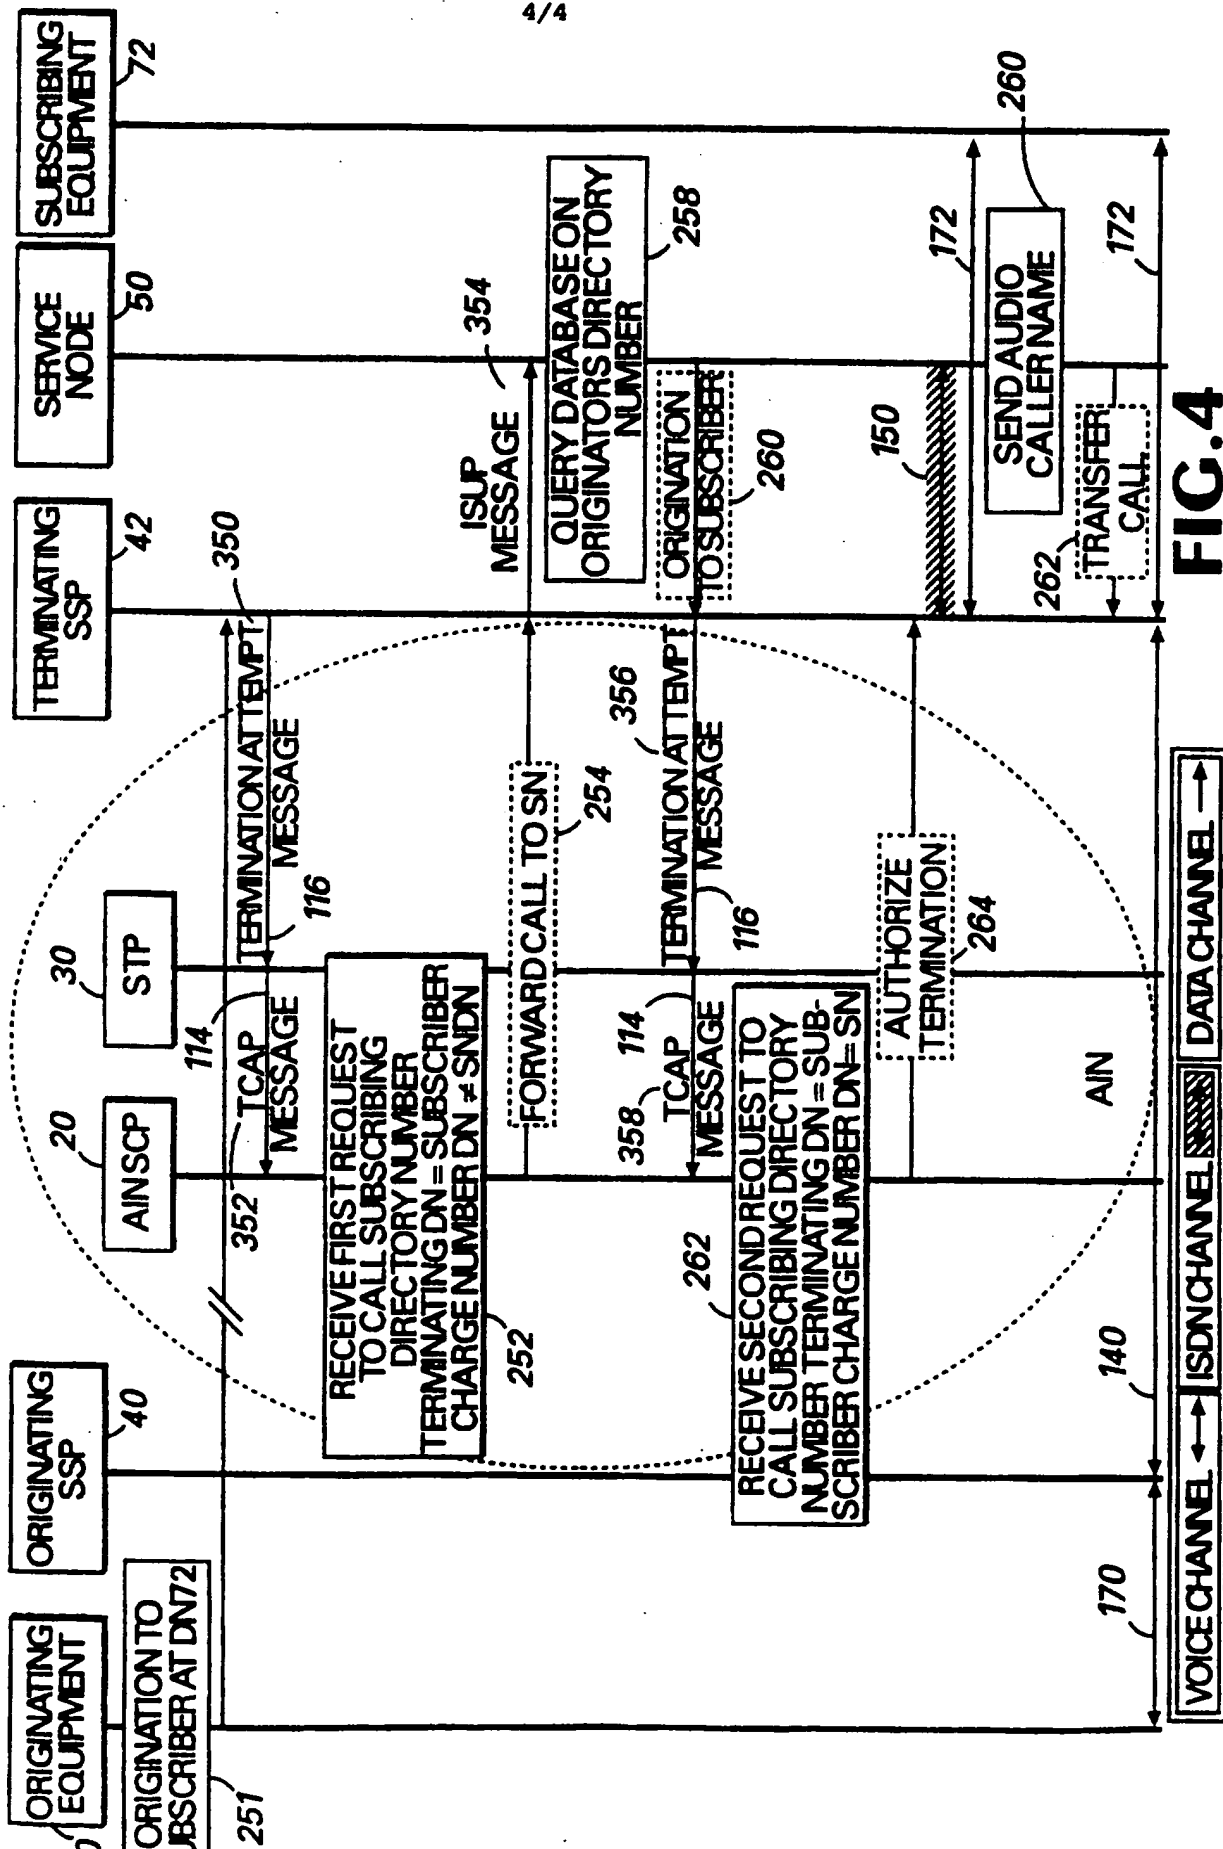 4/4
ORIGINATING
EQUIPMENT
ORIGINATING
SSP
40
AIN SCP
20
STP
30
TERMINATING
SSP
42
SERVICE
NODE
50
SUBSCRIBING
EQUIPMENT
72
ORIGINATION TO
SUBSCRIBER AT DN72
251
TERMINATION ATTEMPT
MESSAGE
350
116
114
352
TCAP
MESSAGE
RECEIVE FIRST REQUEST
TO CALL SUBSCRIBING
DIRECTORY NUMBER
TERMINATING DN = SUBSCRIBER
CHARGE NUMBER DN ≠ SNDN
252
FORWARD CALL TO SN
254
ISUP
MESSAGE
354
QUERY DATABASE ON
ORIGINATORS DIRECTORY
NUMBER
258
ORIGINATION
TO SUBSCRIBER
260
356
TERMINATION ATTEMPT
MESSAGE
116
114
358
TCAP
MESSAGE
RECEIVE SECOND REQUEST TO
CALL SUBSCRIBING DIRECTORY
NUMBER TERMINATING DN = SUB-
SCRIBER CHARGE NUMBER DN = SN
262
AUTHORIZE
TERMINATION
264
150
172
SEND AUDIO
CALLER NAME
260
TRANSFER
CALL
262
172
AIN
170
140
VOICE CHANNEL
ISDN CHANNEL
DATA CHANNEL
FIG.4